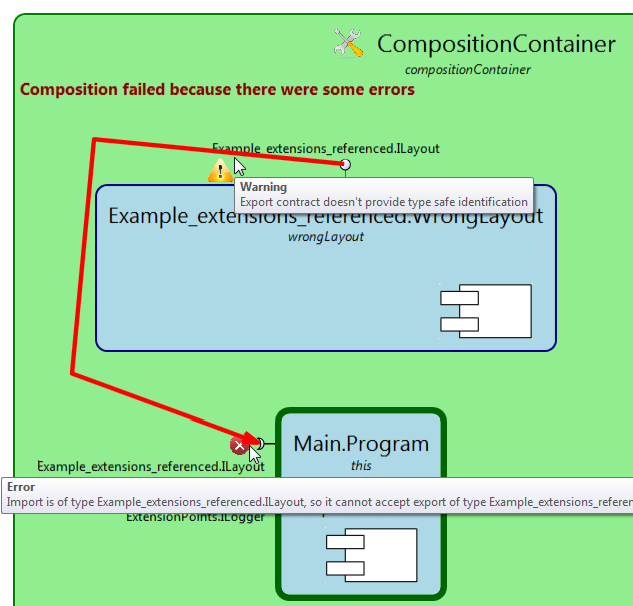 CompositionContainer
compositionContainer
Composition failed because there were some errors
Example_extensions_referenced.ILayout
Warning
Export contract doesn't provide type safe identification
Example_extensions_referenced.WrongLayout
wrongLayout
Main.Program
this
Example_extensions_referenced.ILayout
Error
Import is of type Example_extensions_referenced.ILayout, so it cannot accept export of type Example_extensions_referen
ExtensionPoints.ILogger